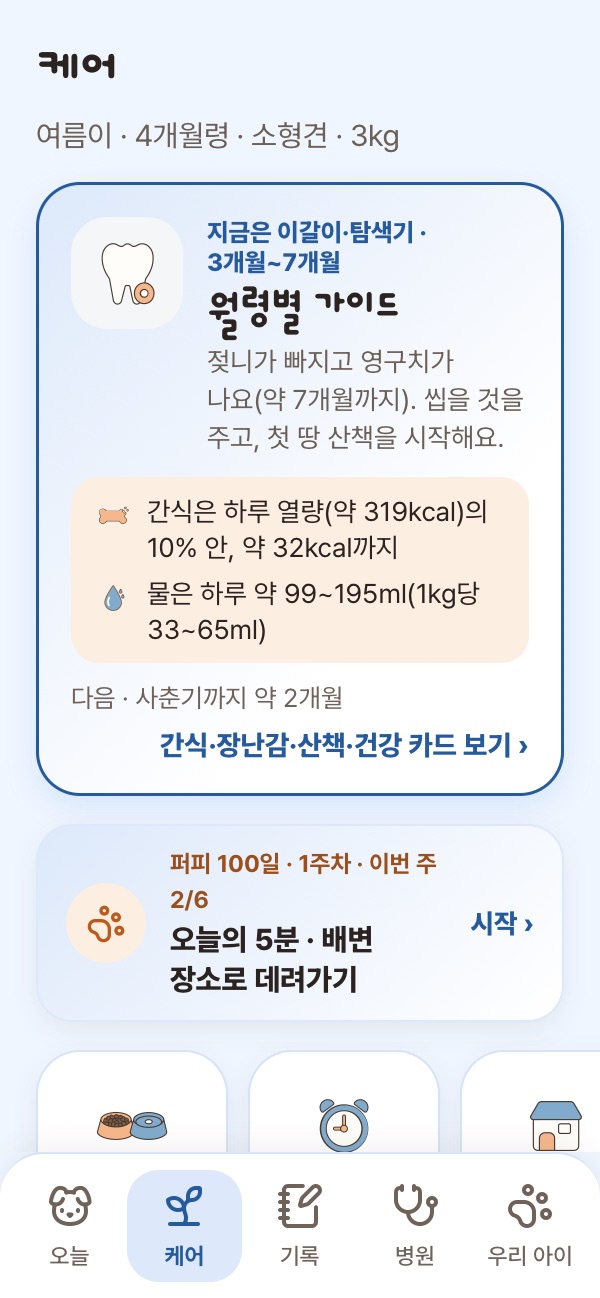 케어
여름이 · 4개월령 · 소형견 · 3kg
지금은 이갈이·탐색기 ·
3개월~7개월
월령별 가이드
젖니가 빠지고 영구치가
나요(약 7개월까지). 씹을 것을
주고, 첫 땅 산책을 시작해요.
간식은 하루 열량(약 319kcal)의
10% 안, 약 32kcal까지
물은 하루 약 99~195ml(1kg당
33~65ml)
다음 · 사춘기까지 약 2개월
간식·장난감·산책·건강 카드 보기 ›
퍼피 100일 · 1주차 · 이번 주
2/6
오늘의 5분 · 배변
장소로 데려가기
시작 ›
오늘
케어
기록
병원
우리 아이